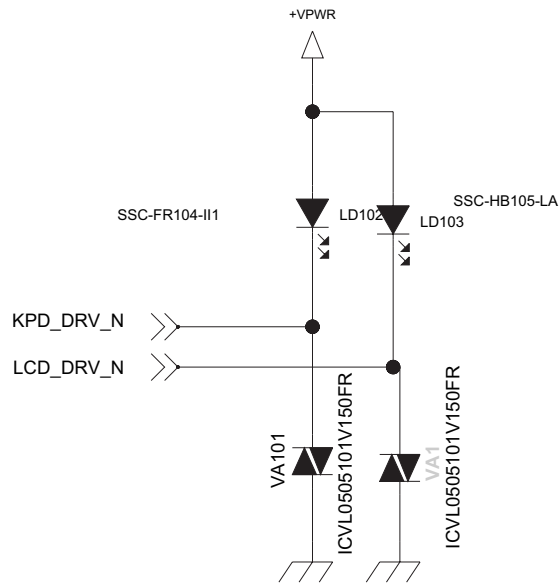 +VPWR
SSC-FR104-II1
LD102
SSC-HB105-LA
LD103
KPD_DRV_N
LCD_DRV_N
VA101
ICVL0505101V150FR
VA1
ICVL0505101V150FR